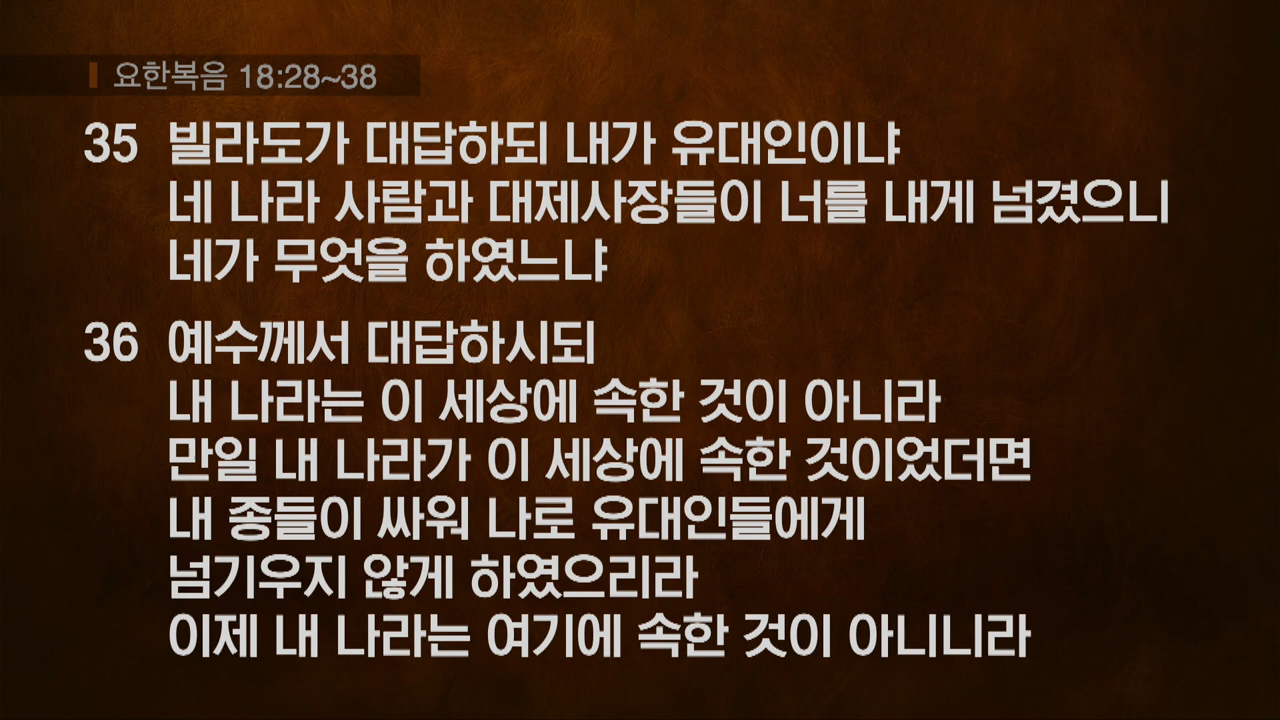 요한복음 18:28~38
35 빌라도가 대답하되 내가 유대인이냐
네 나라 사람과 대제사장들이 너를 내게 넘겼으니
네가 무엇을 하였느냐
36 예수께서 대답하시되
내 나라는 이 세상에 속한 것이 아니라
만일 내 나라가 이 세상에 속한 것이었더면
내 종들이 싸워 나로 유대인들에게
넘기우지 않게 하였으리라
이제 내 나라는 여기에 속한 것이 아니니라